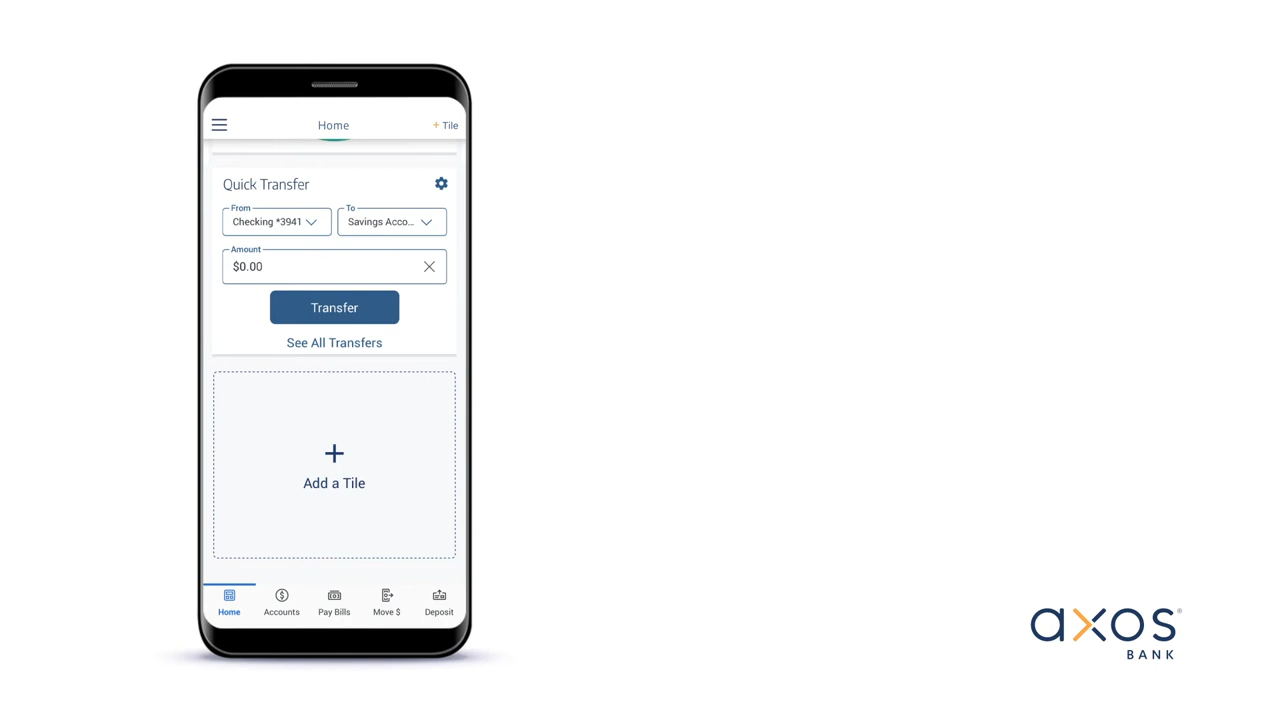 Home
+ Tile
Quick Transfer
From
To
Checking *3941
Savings Acco...
Amount
$0.00
Transfer
See All Transfers
+
Add a Tile
Home
Accounts
Pay Bills
Move $
Deposit
axos®
BANK